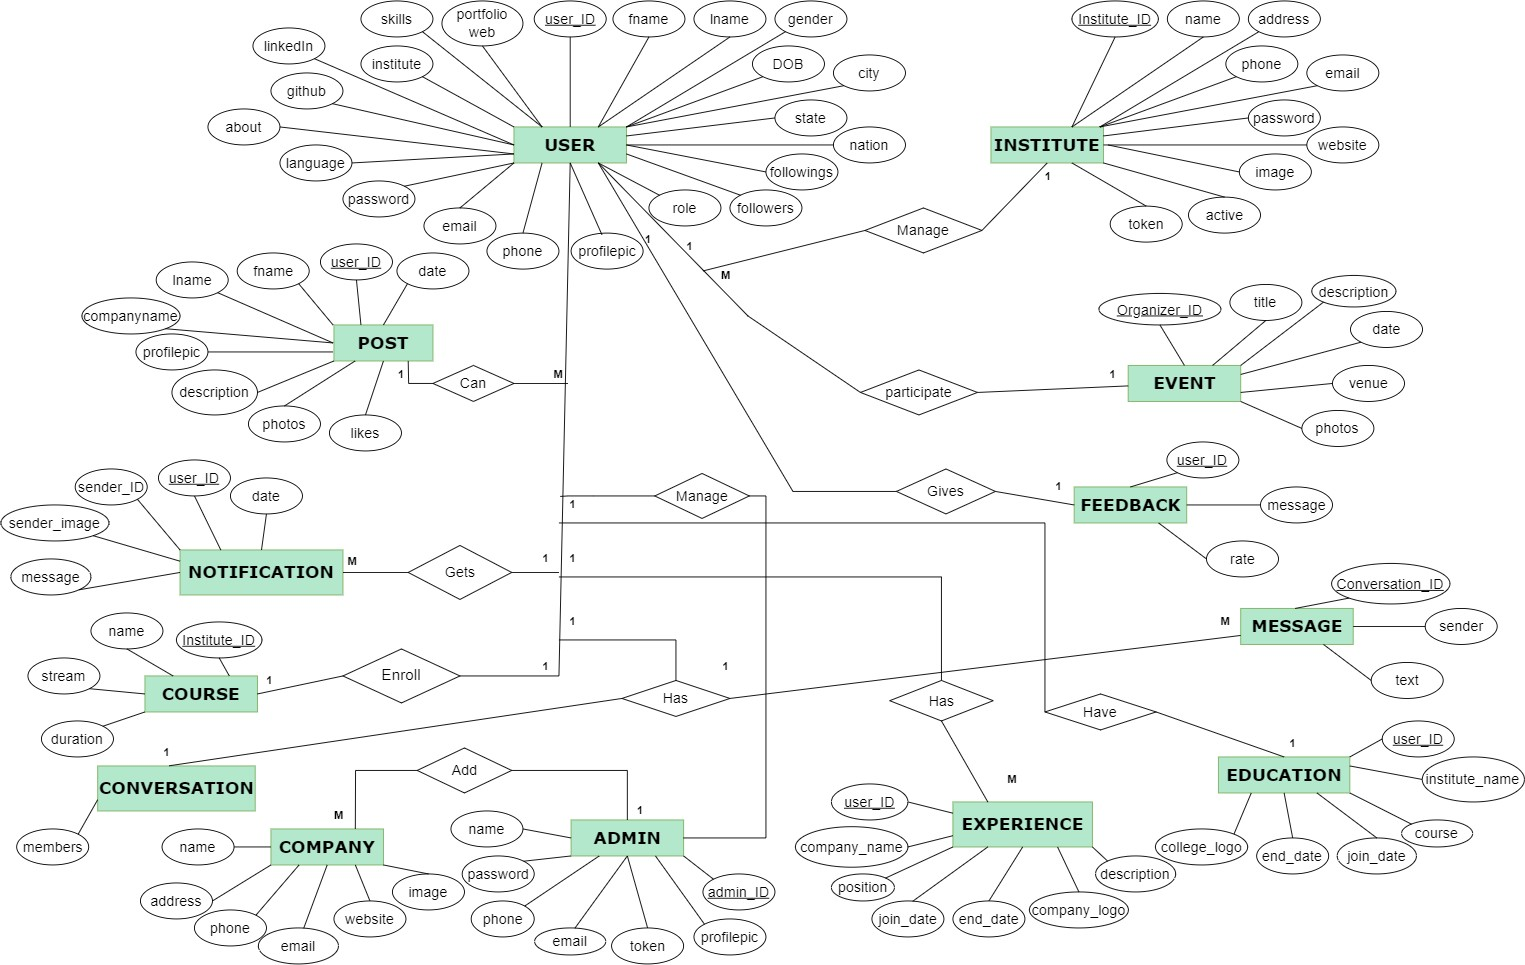 skills
portfolio
web
user_ID
fname
lname
gender
linkedIn
institute
DOB
city
github
state
about
USER
nation
language
followings
password
role
followers
email
phone
profilepic
Institute_ID
name
address
phone
email
password
INSTITUTE
website
image
1
token
active
Manage
1
1
M
user_ID
fname
date
lname
companyname
POST
profilepic
description
photos
likes
1
Can
M
Organizer_ID
title
description
date
EVENT
venue
photos
participate
1
sender_ID
user_ID
date
sender_image
NOTIFICATION
message
M
Gets
1
1
1
Manage
Gives
1
user_ID
FEEDBACK
message
rate
Conversation_ID
MESSAGE
sender
text
M
name
Institute_ID
stream
COURSE
duration
1
Enroll
1
1
Has
1
1
CONVERSATION
members
Has
M
Have
1
user_ID
EDUCATION
institute_name
course
college_logo
end_date
join_date
Add
M
1
name
COMPANY
address
phone
email
website
image
name
ADMIN
password
admin_ID
phone
email
token
profilepic
user_ID
EXPERIENCE
company_name
position
description
join_date
end_date
company_logo